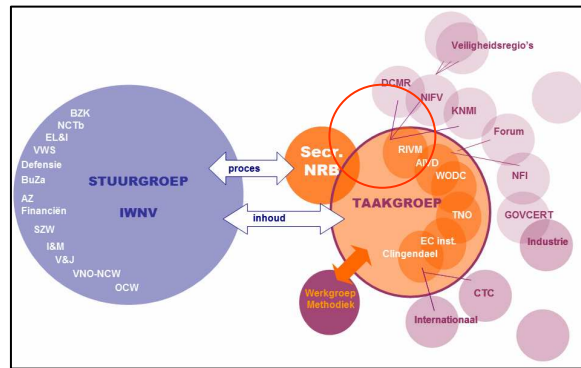 BZK
NCTb
EL&I
VWS
Defensie
BuZa
AZ
Financiën
SZW
I&M
V&J
VNO-NCW
OCW
STUURGROEP
IWNV
proces
inhoud
Secr.
NRB
TAAKGROEP
RIVM
AIVD
WODC
TNO
EC inst.
Clingendael
Werkgroep
Methodiek
Veiligheidsregio's
DCMR
NIFV
KNMI
Forum
NFI
GOVCERT
Industrie
CTC
Internationaal